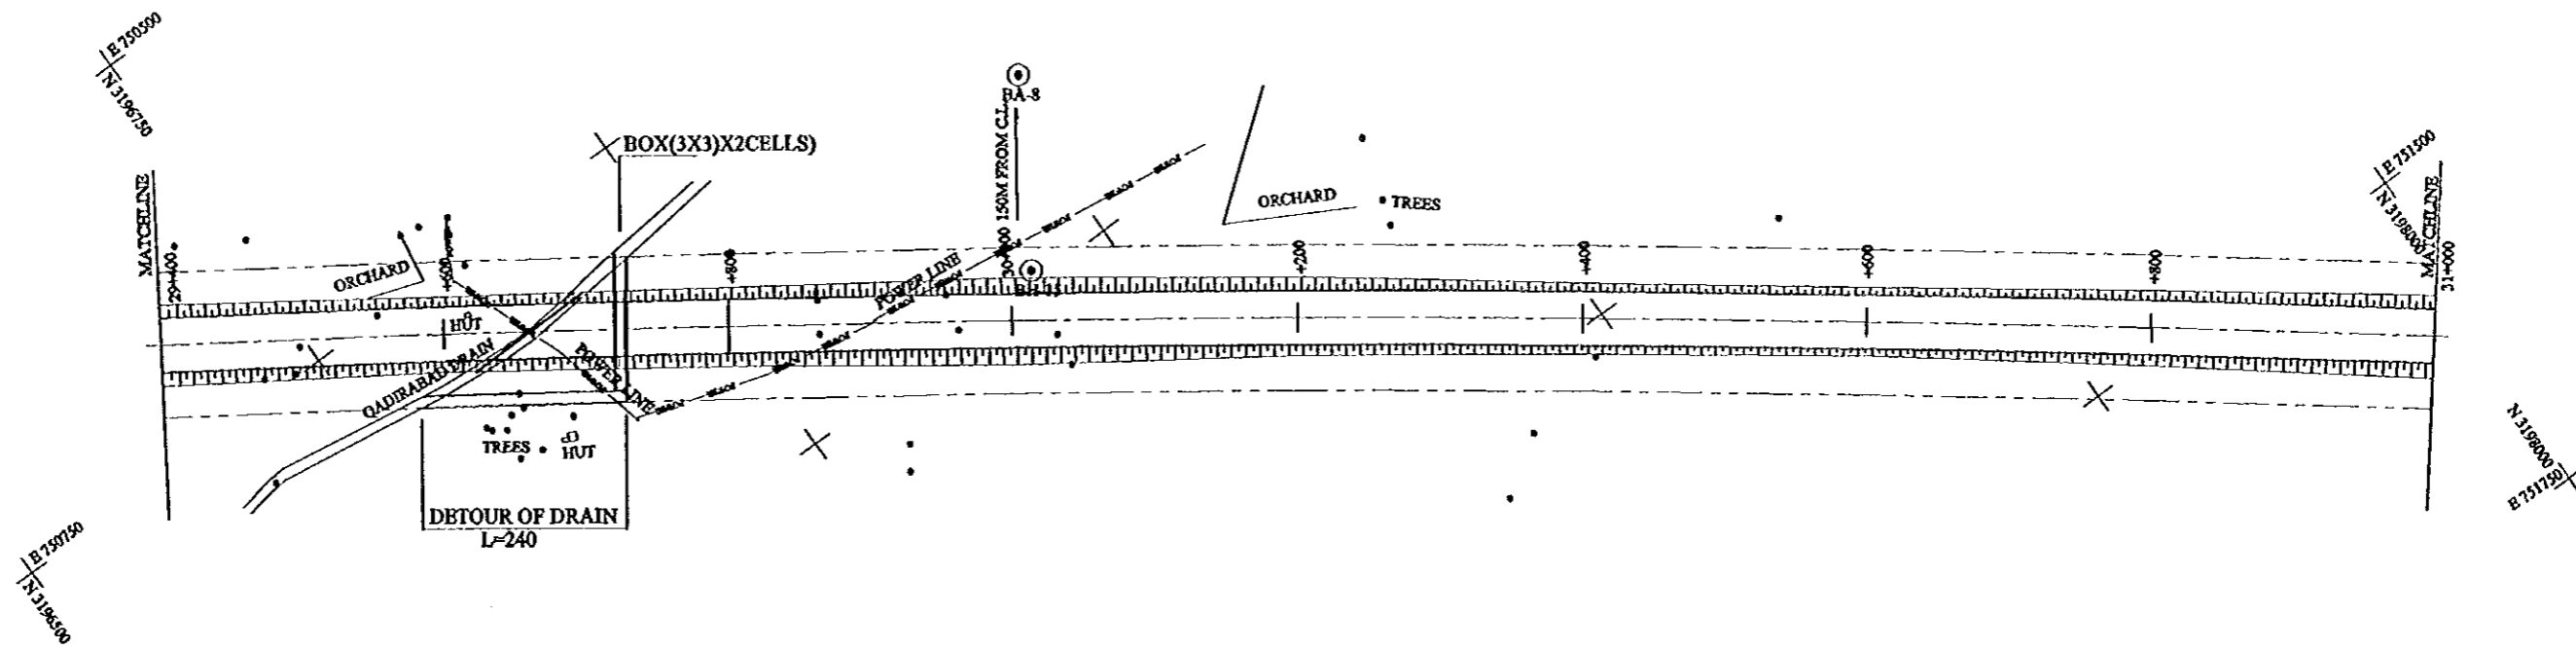 E 750500
N 3196750
BOX(3X3)X2CELLS)
BA-8
150M FROM C.L
MATCHLINE
29+400
ORCHARD
+600
HUT
+800
POWER LINE
ORCHARD
TREES
+200
+400
+600
+800
E 751500
N 3198000
MATCHLINE
31+000
QADIRABAD DRAIN
POWER LINE
TREES
HUT
DETOUR OF DRAIN
L=240
E 750750
N 3196500
N 3198000
E 751750